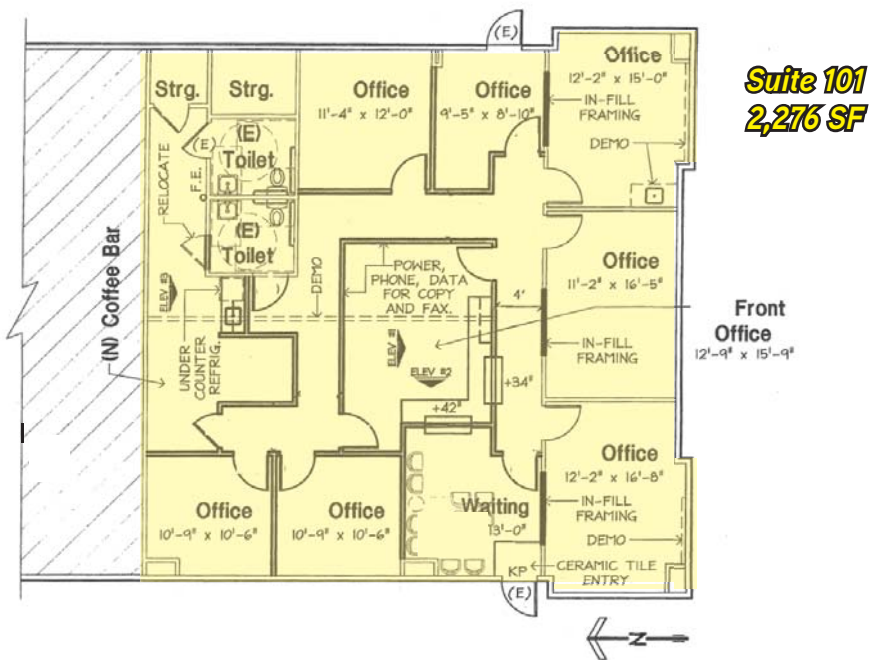 (E)
Suite 101
2,276 SF
Strg.
Strg.
Office
11'-4" x 12'-0"
Office
9'-5" x 8'-10"
Office
12'-2" x 15'-0"
IN-FILL
FRAMING
DEMO
(E)
Toilet
(E)
F.E.
RELOCATE
(E)
Toilet
(N) Coffee Bar
ELEV #3
UNDER
COUNTER
REFRIG.
DEMO
POWER,
PHONE, DATA
FOR COPY
AND FAX.
ELEV #1
ELEV #2
4'
+34"
+42"
Office
11'-2" x 16'-5"
IN-FILL
FRAMING
Front
Office
12'-9" x 15'-9"
Office
12'-2" x 16'-8"
IN-FILL
FRAMING
DEMO
Office
10'-9" x 10'-6"
Office
10'-9" x 10'-6"
Waiting
13'-0"
KP
CERAMIC TILE
ENTRY
(E)
N